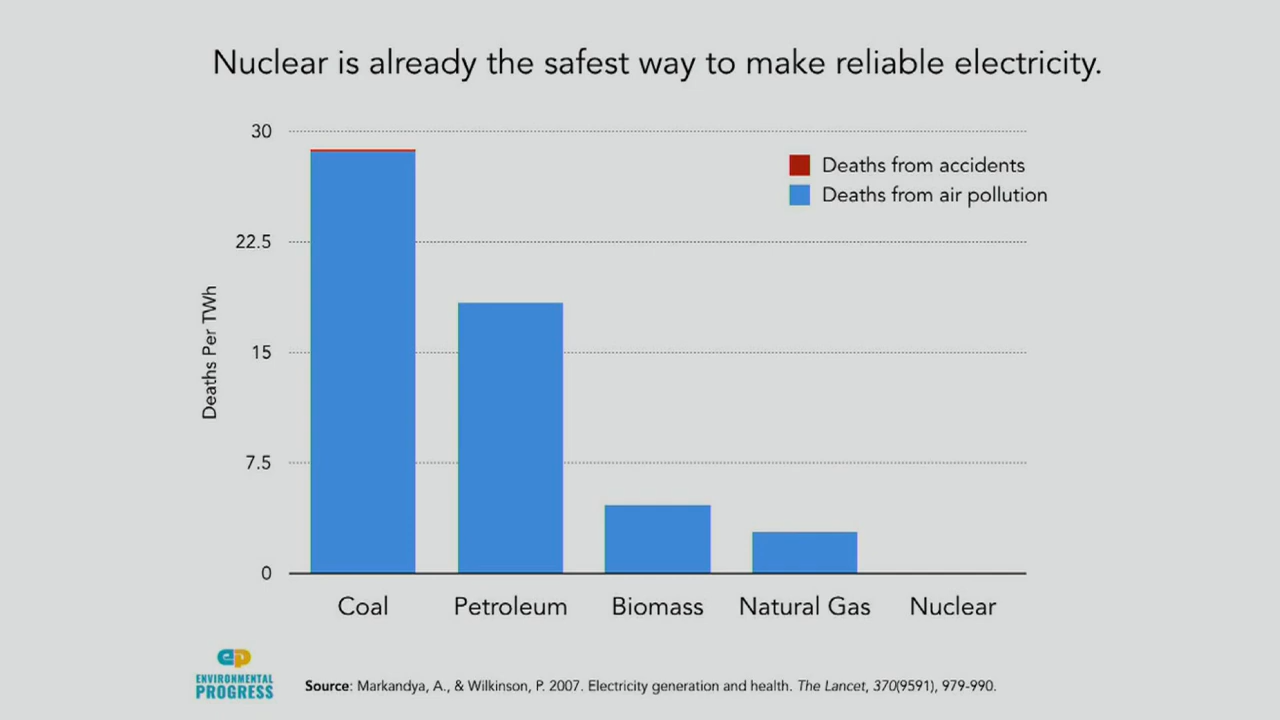 Nuclear is already the safest way to make reliable electricity.
30
Deaths from accidents
Deaths from air pollution
22.5
Deaths Per TWh
15
7.5
0
Coal Petroleum Biomass Natural Gas Nuclear
ep
ENVIRONMENTAL
PROGRESS
Source: Markandya, A., & Wilkinson, P. 2007. Electricity generation and health. The Lancet, 370(9591), 979-990.